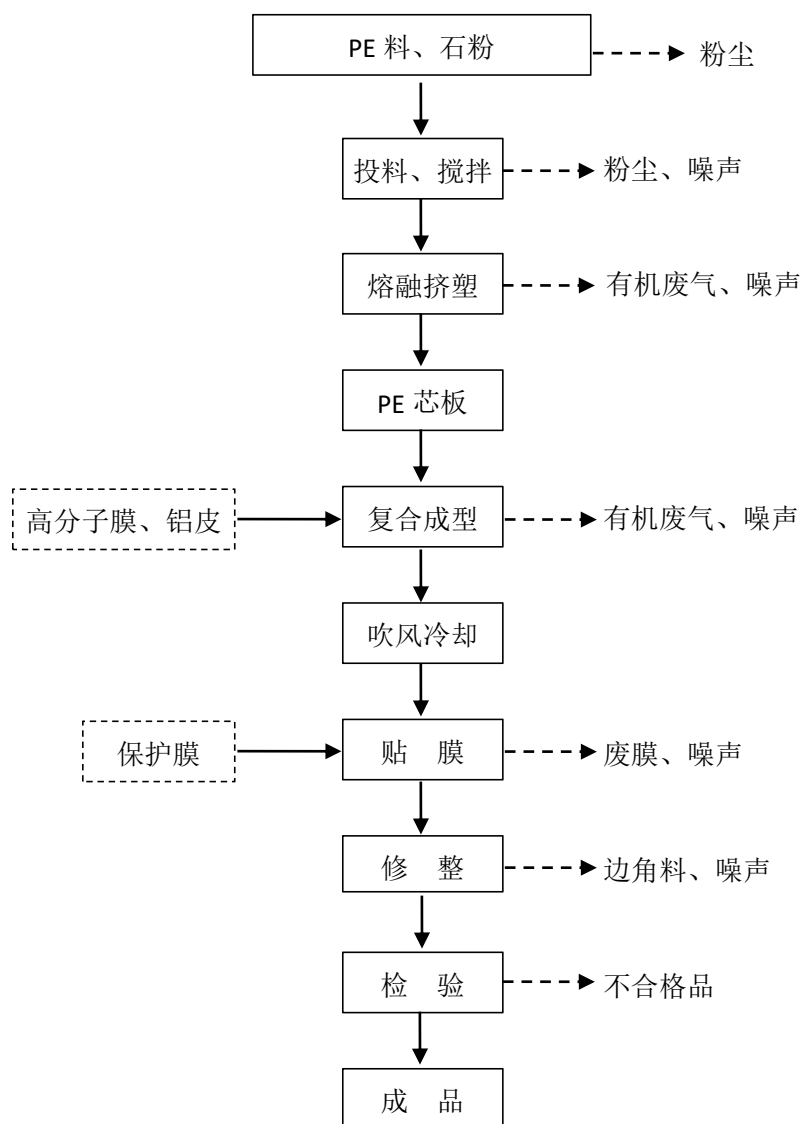 PE 料、石粉
粉尘
投料、搅拌
粉尘、噪声
熔融挤塑
有机废气、噪声
PE 芯板
高分子膜、铝皮
复合成型
有机废气、噪声
吹风冷却
保护膜
贴 膜
废膜、噪声
修 整
边角料、噪声
检 验
不合格品
成 品